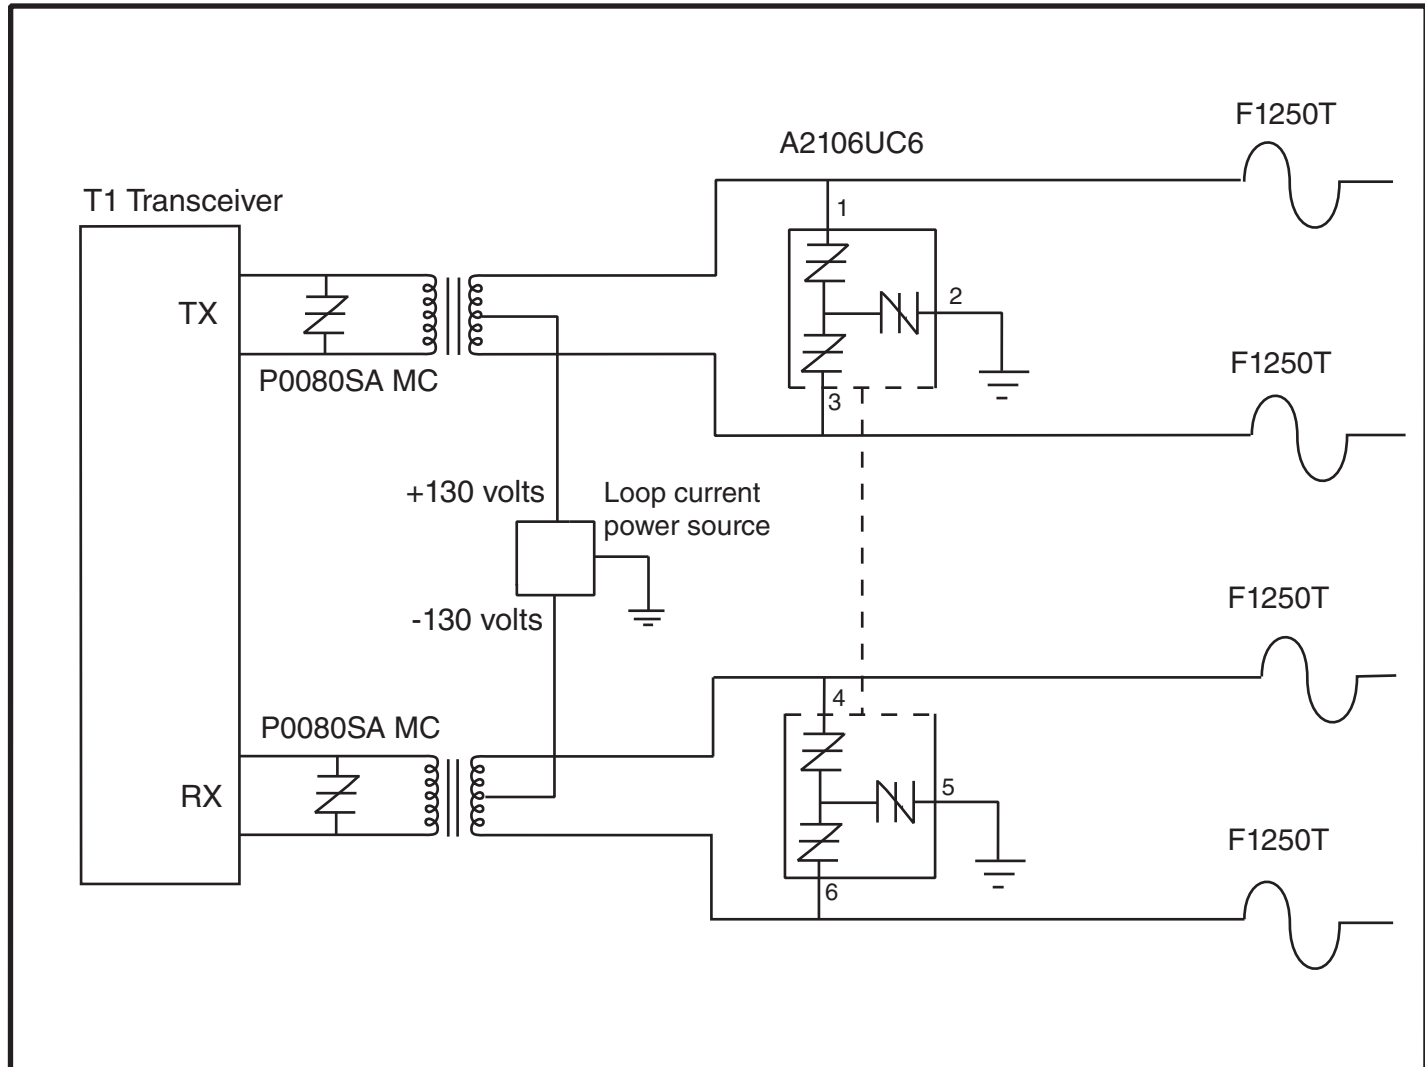 F1250T
A2106UC6
T1 Transceiver
1
TX
2
P0080SA MC
F1250T
3
+130 volts
Loop current
power source
-130 volts
F1250T
4
P0080SA MC
RX
5
F1250T
6